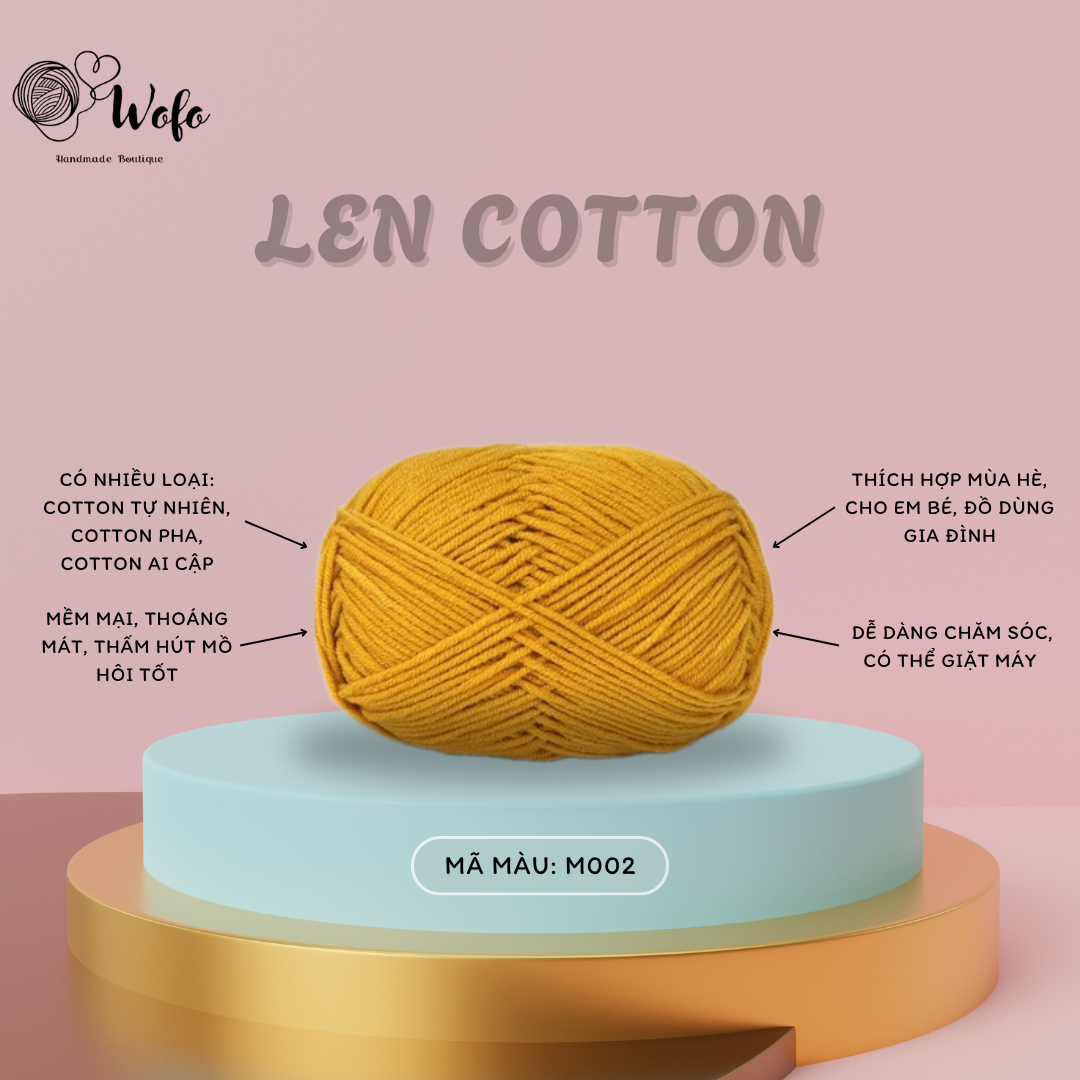 Wofo
Handmade Boutique
LEN COTTON
CÓ NHIỀU LOẠI:
COTTON TỰ NHIÊN,
COTTON PHA,
COTTON AI CẬP
MỀM MẠI, THOÁNG
MÁT, THẤM HÚT MỒ
HÔI TỐT
THÍCH HỢP MÙA HÈ,
CHO EM BÉ, ĐỒ DÙNG
GIA ĐÌNH
DỄ DÀNG CHĂM SÓC,
CÓ THỂ GIẶT MÁY
MÃ MÀU: M002